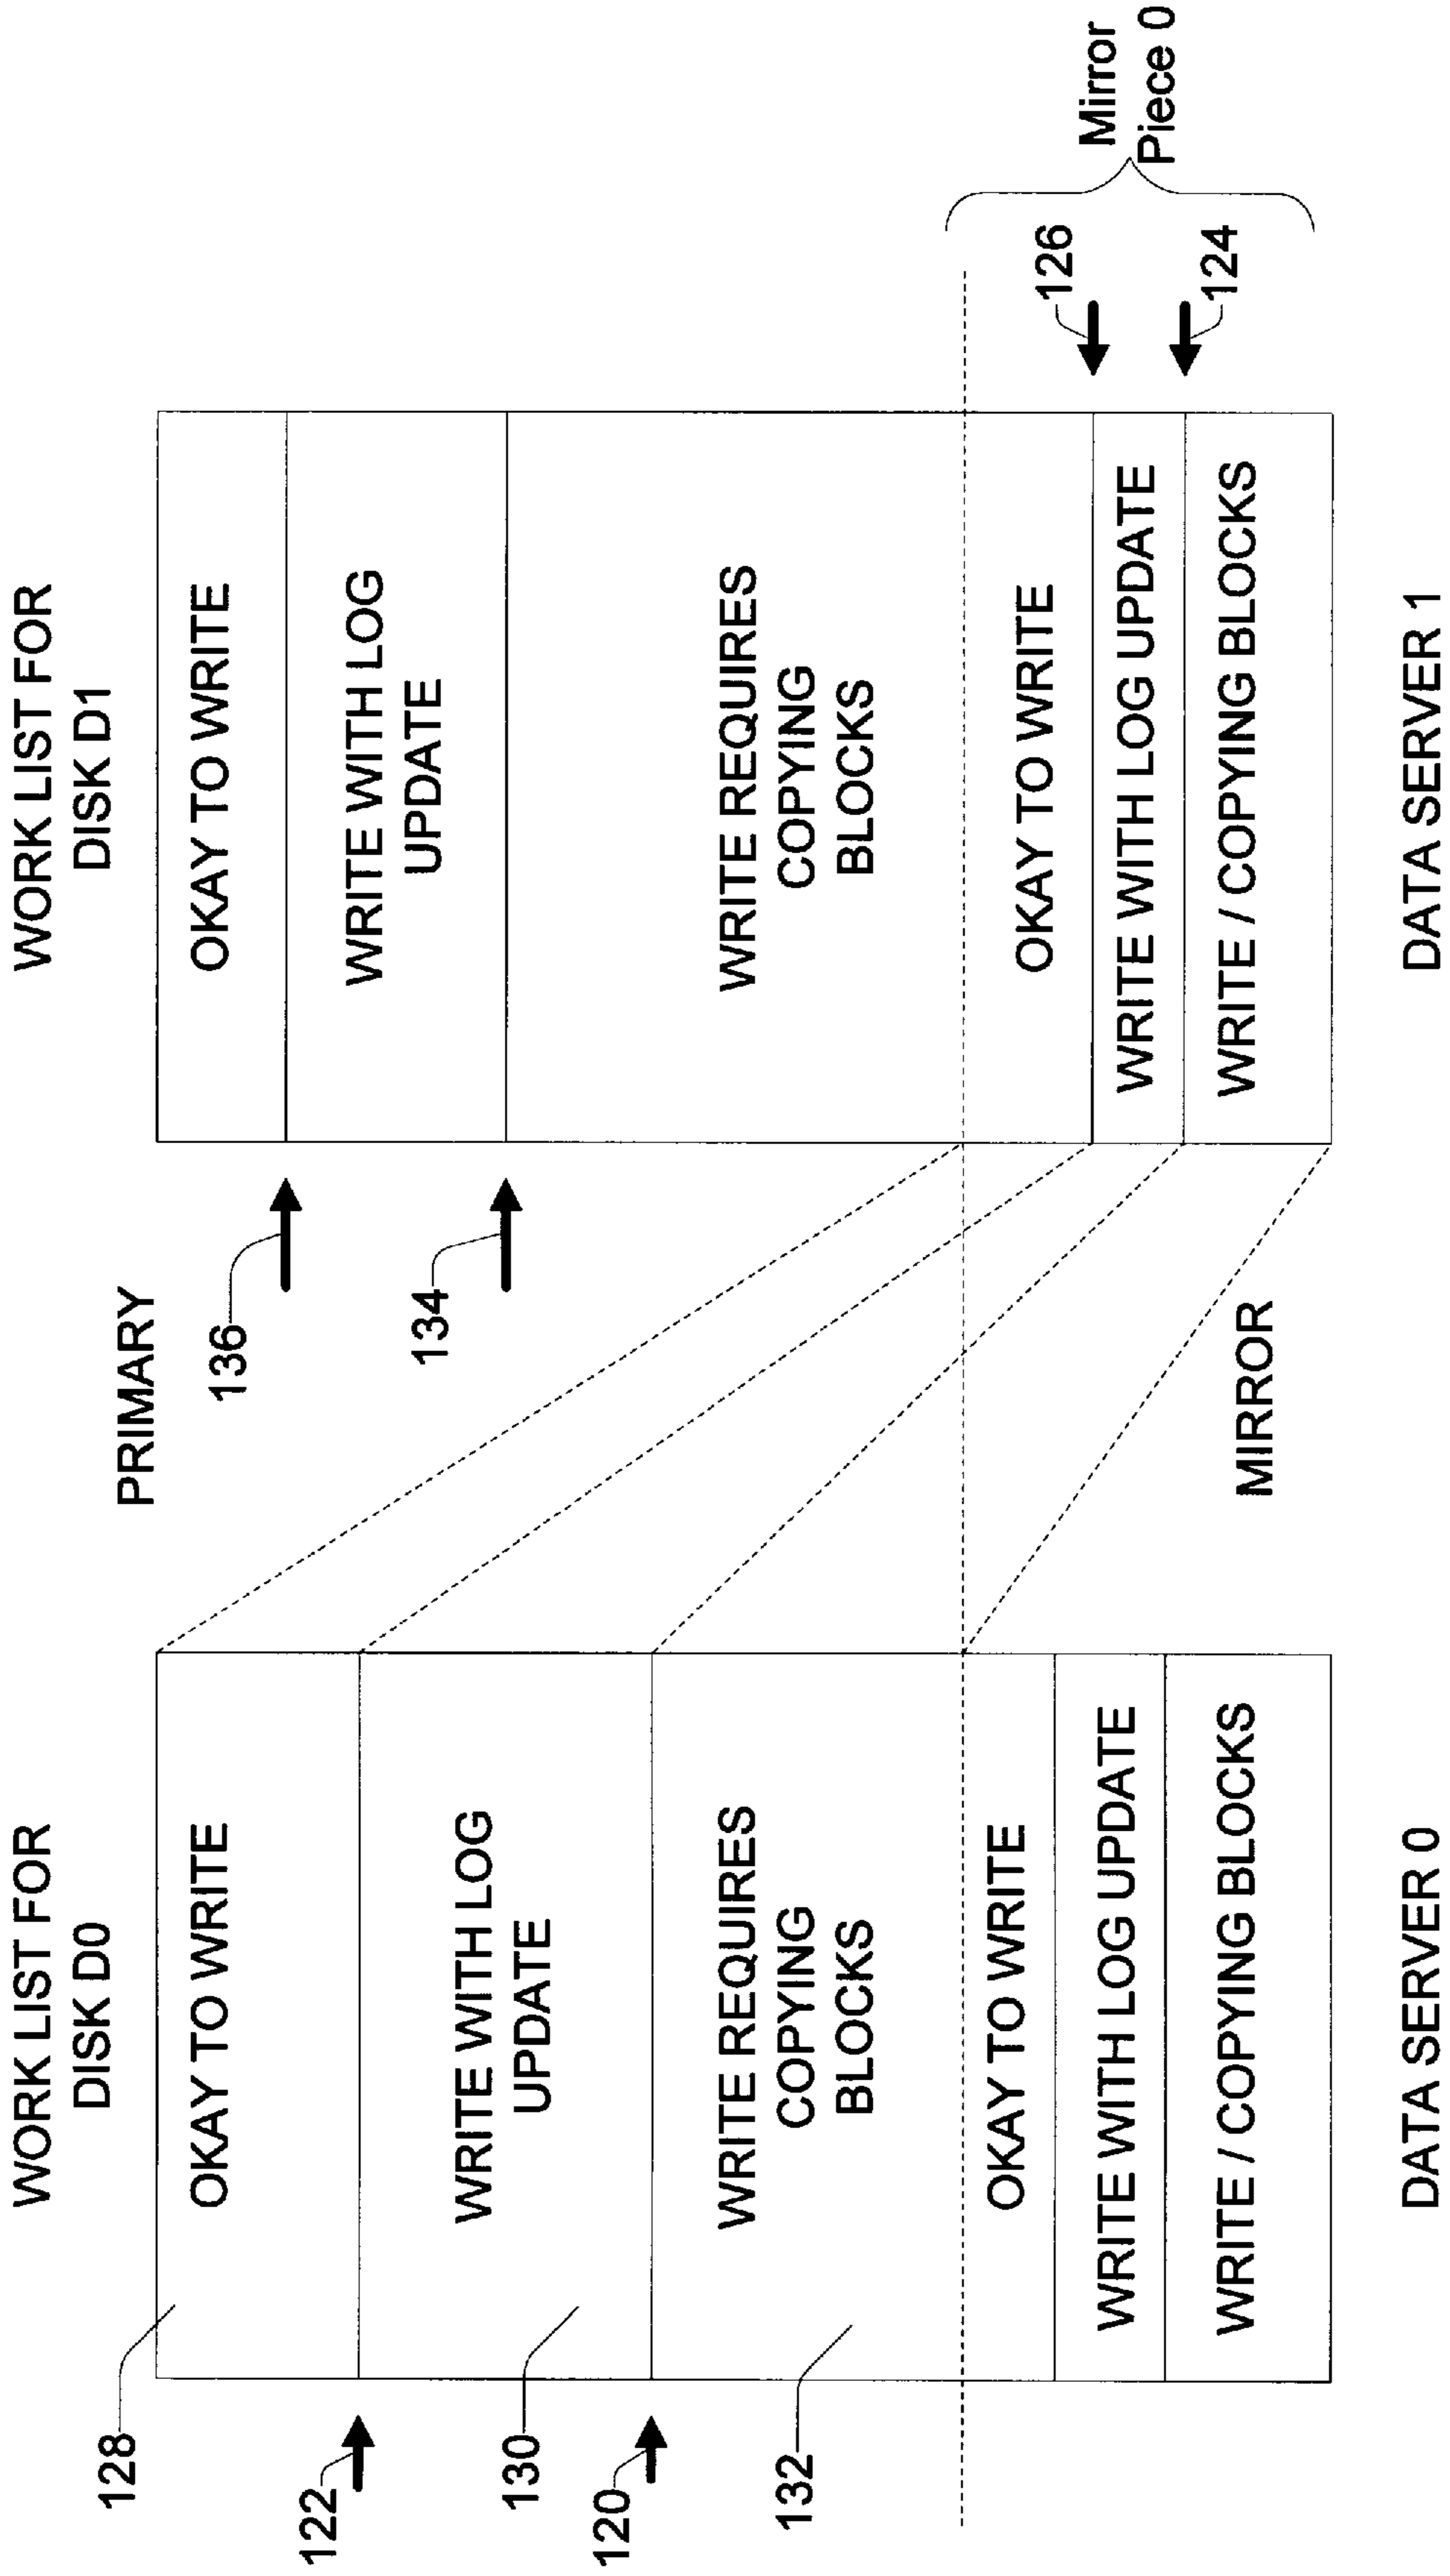 WORK LIST FOR
DISK D0
128
OKAY TO WRITE
122
130
WRITE WITH LOG
UPDATE
120
132
WRITE REQUIRES
COPYING
BLOCKS
OKAY TO WRITE
WRITE WITH LOG UPDATE
WRITE / COPYING BLOCKS
DATA SERVER 0
PRIMARY
136
134
MIRROR
WORK LIST FOR
DISK D1
OKAY TO WRITE
WRITE WITH LOG
UPDATE
WRITE REQUIRES
COPYING
BLOCKS
OKAY TO WRITE
WRITE WITH LOG UPDATE
WRITE / COPYING BLOCKS
DATA SERVER 1
126
124
Mirror
Piece 0